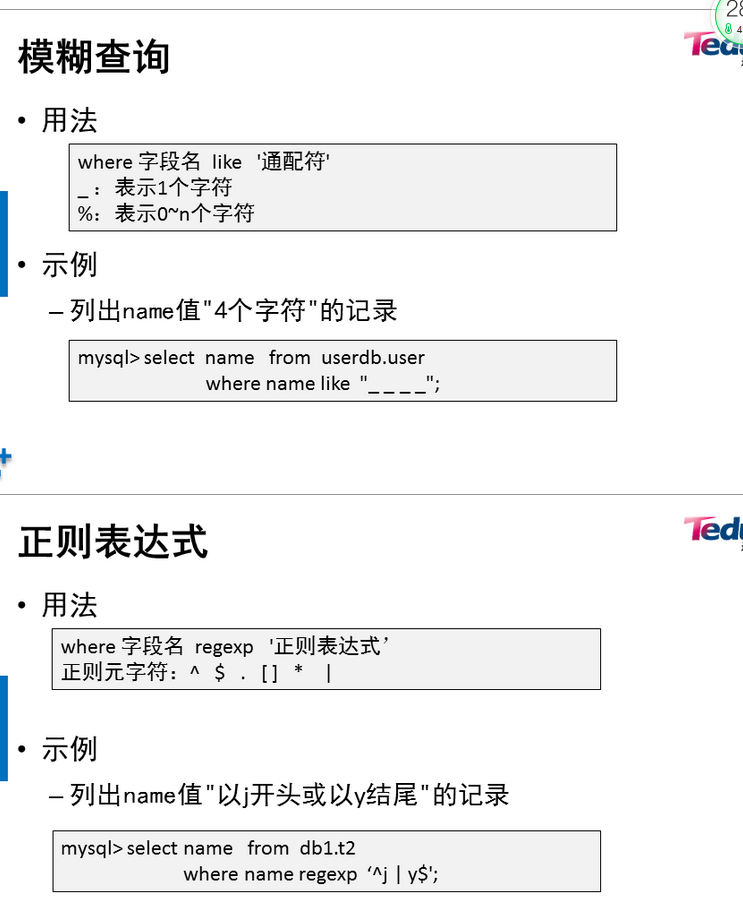 28
4
Tedu
模糊查询
• 用法
where 字段名 like '通配符'
_ ：表示1个字符
%：表示0~n个字符
• 示例
– 列出name值"4个字符"的记录
mysql> select name from userdb.user
where name like "_ _ _ _";
Tedu
正则表达式
• 用法
where 字段名 regexp '正则表达式’
正则元字符：^ $ . [ ] * |
• 示例
– 列出name值"以j开头或以y结尾"的记录
mysql> select name from db1.t2
where name regexp ‘^j | y$';